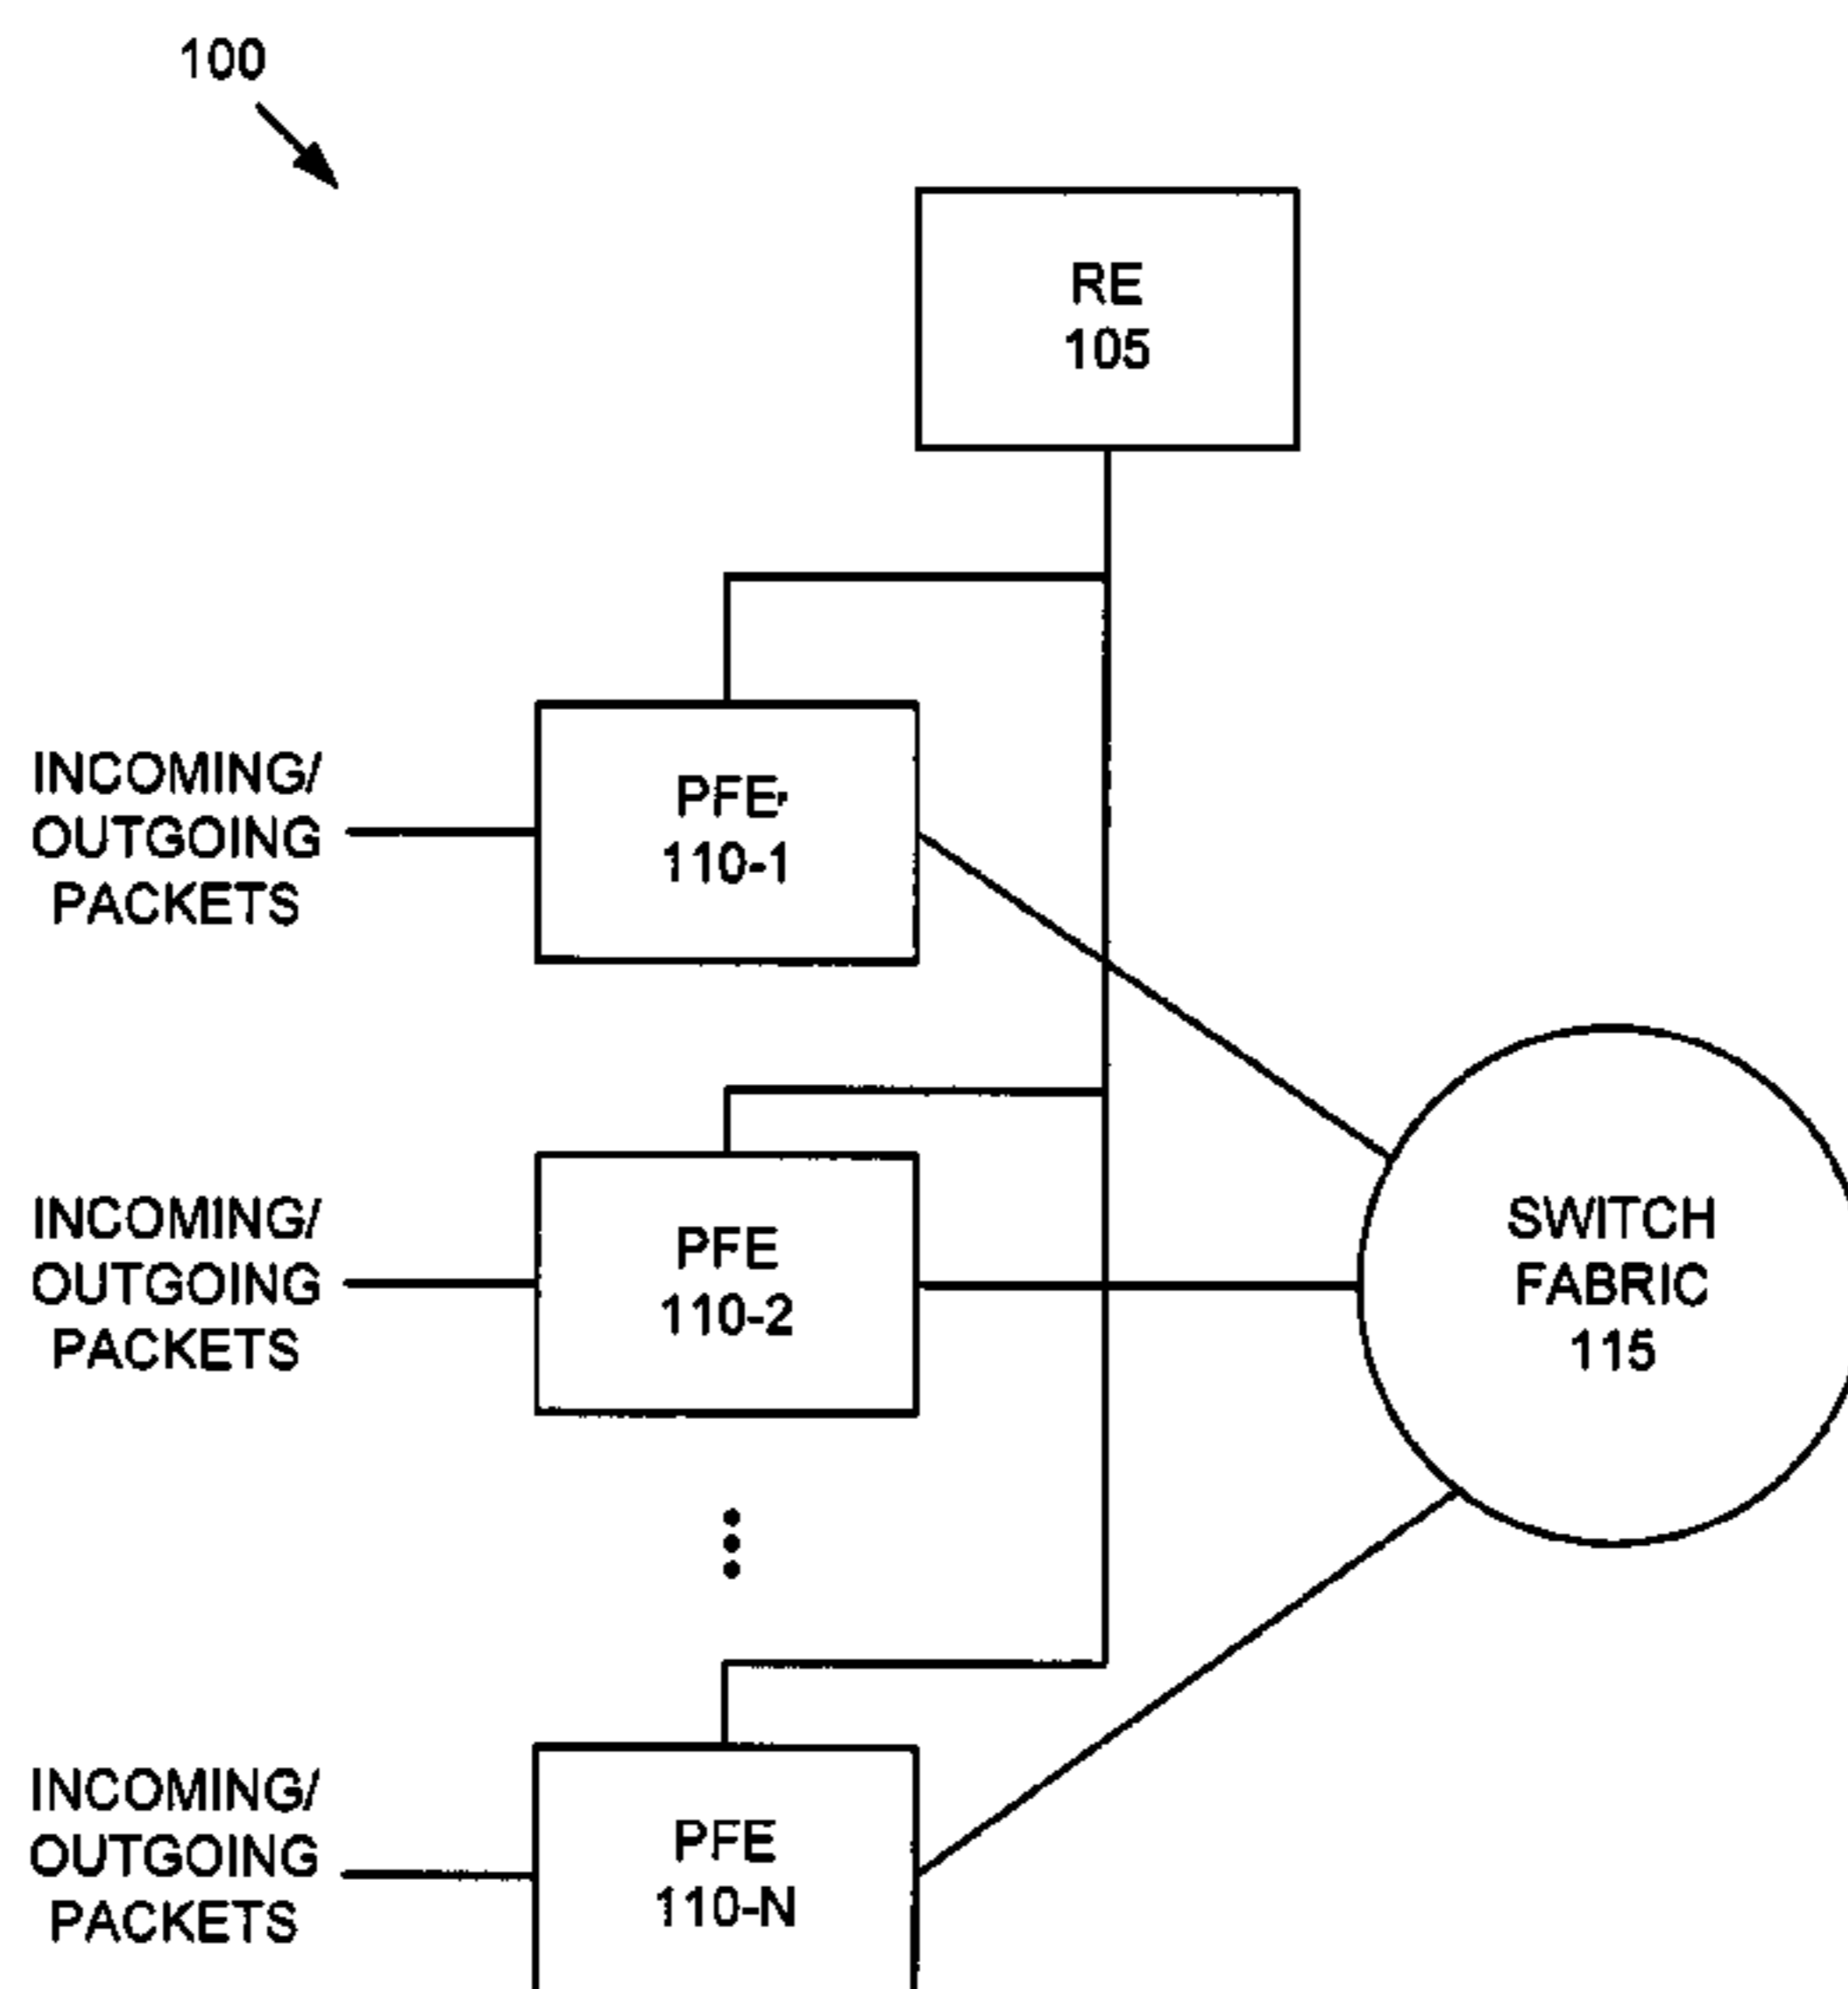 100
RE
105
INCOMING/
OUTGOING
PACKETS
PFE
110-1
INCOMING/
OUTGOING
PACKETS
PFE
110-2
SWITCH
FABRIC
115
INCOMING/
OUTGOING
PACKETS
PFE
110-N